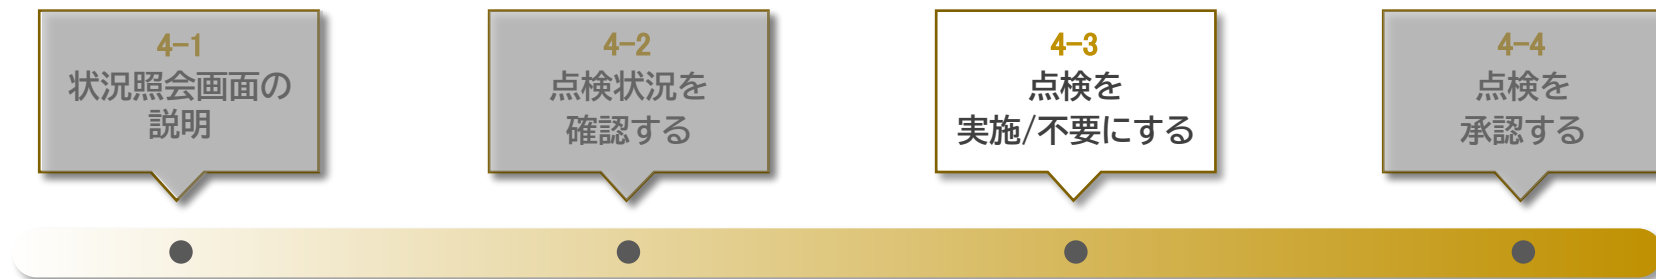 4-1
状況照会画面の
説明
4-2
点検状況を
確認する
4-3
点検を
実施/不要にする
4-4
点検を
承認する